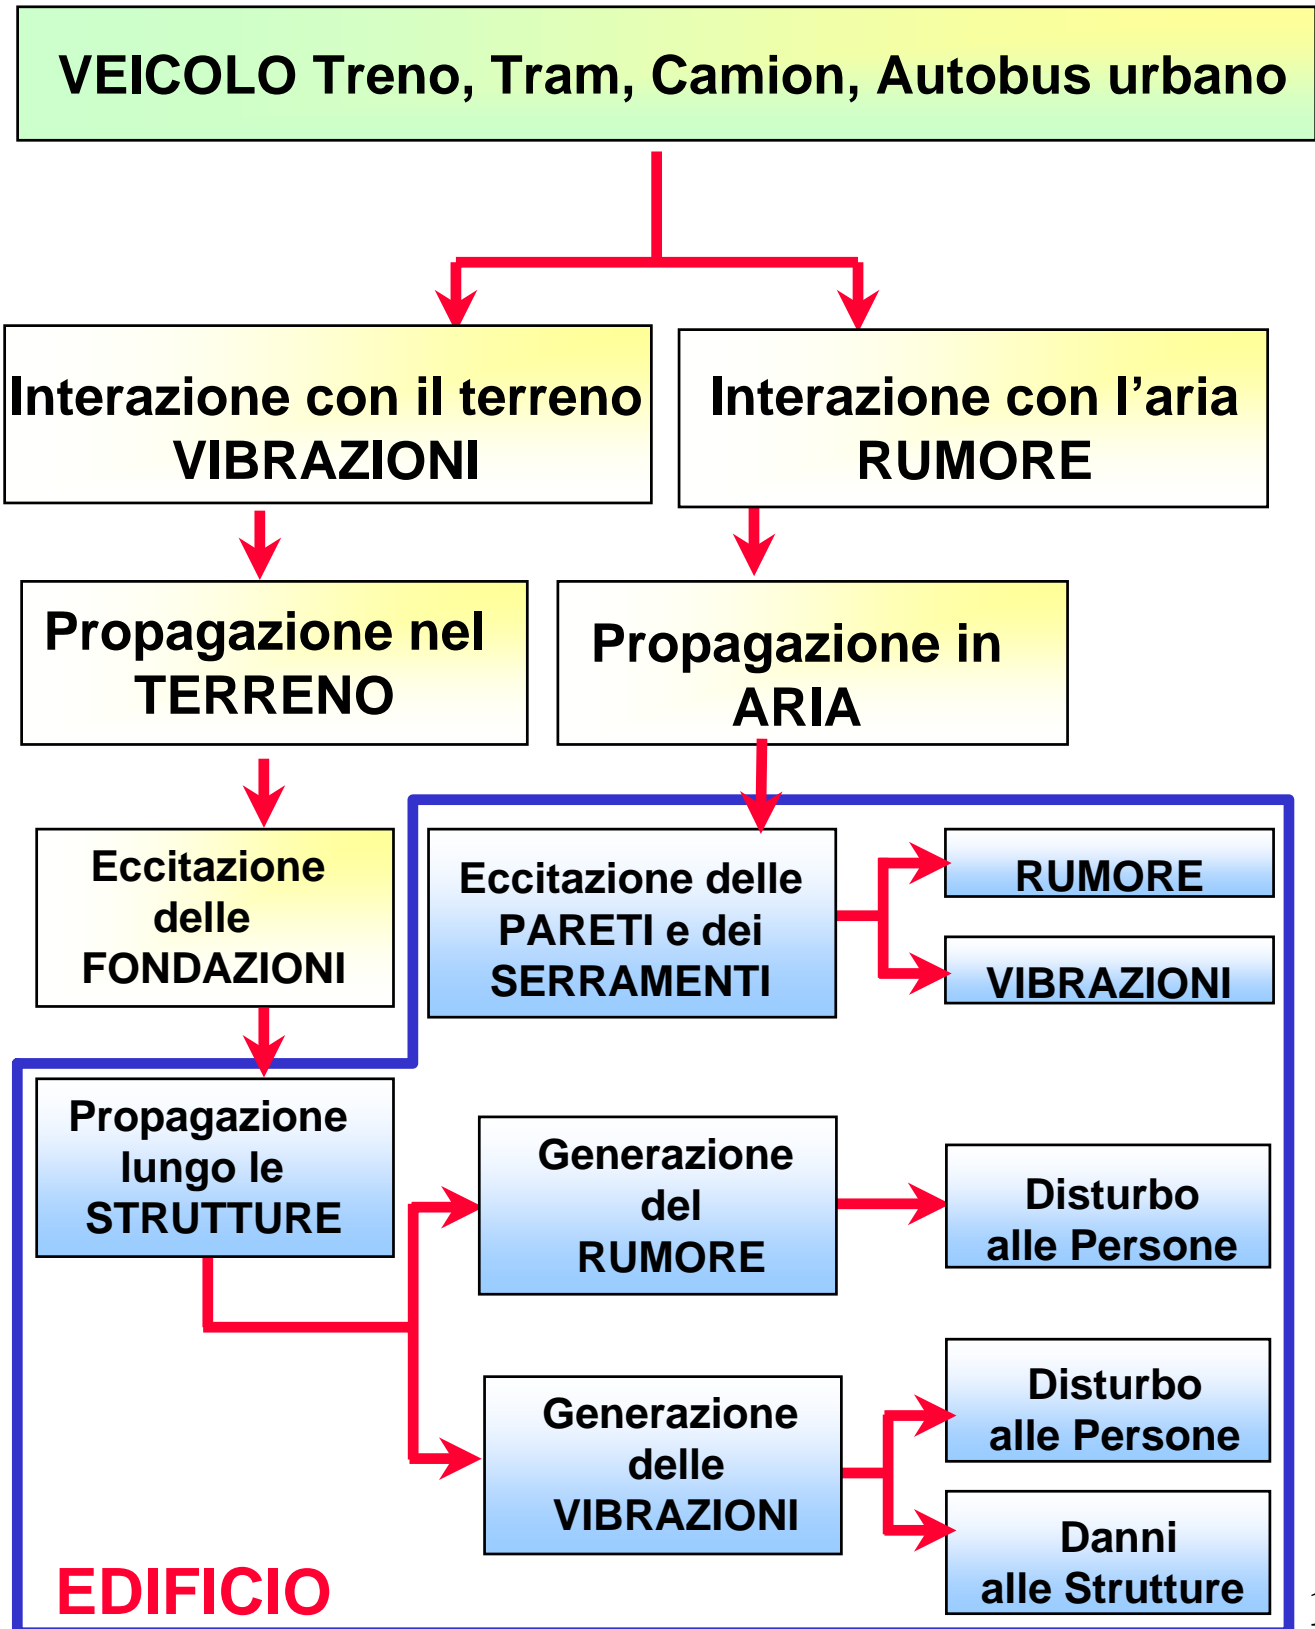 VEICOLO Treno, Tram, Camion, Autobus urbano
Interazione con il terreno
VIBRAZIONI
Interazione con l’aria
RUMORE
Propagazione nel
TERRENO
Propagazione in
ARIA
Eccitazione
delle
FONDAZIONI
Eccitazione delle
PARETI e dei
SERRAMENTI
RUMORE
VIBRAZIONI
Propagazione
lungo le
STRUTTURE
Generazione
del
RUMORE
Disturbo
alle Persone
Generazione
delle
VIBRAZIONI
Disturbo
alle Persone
Danni
alle Strutture
EDIFICIO